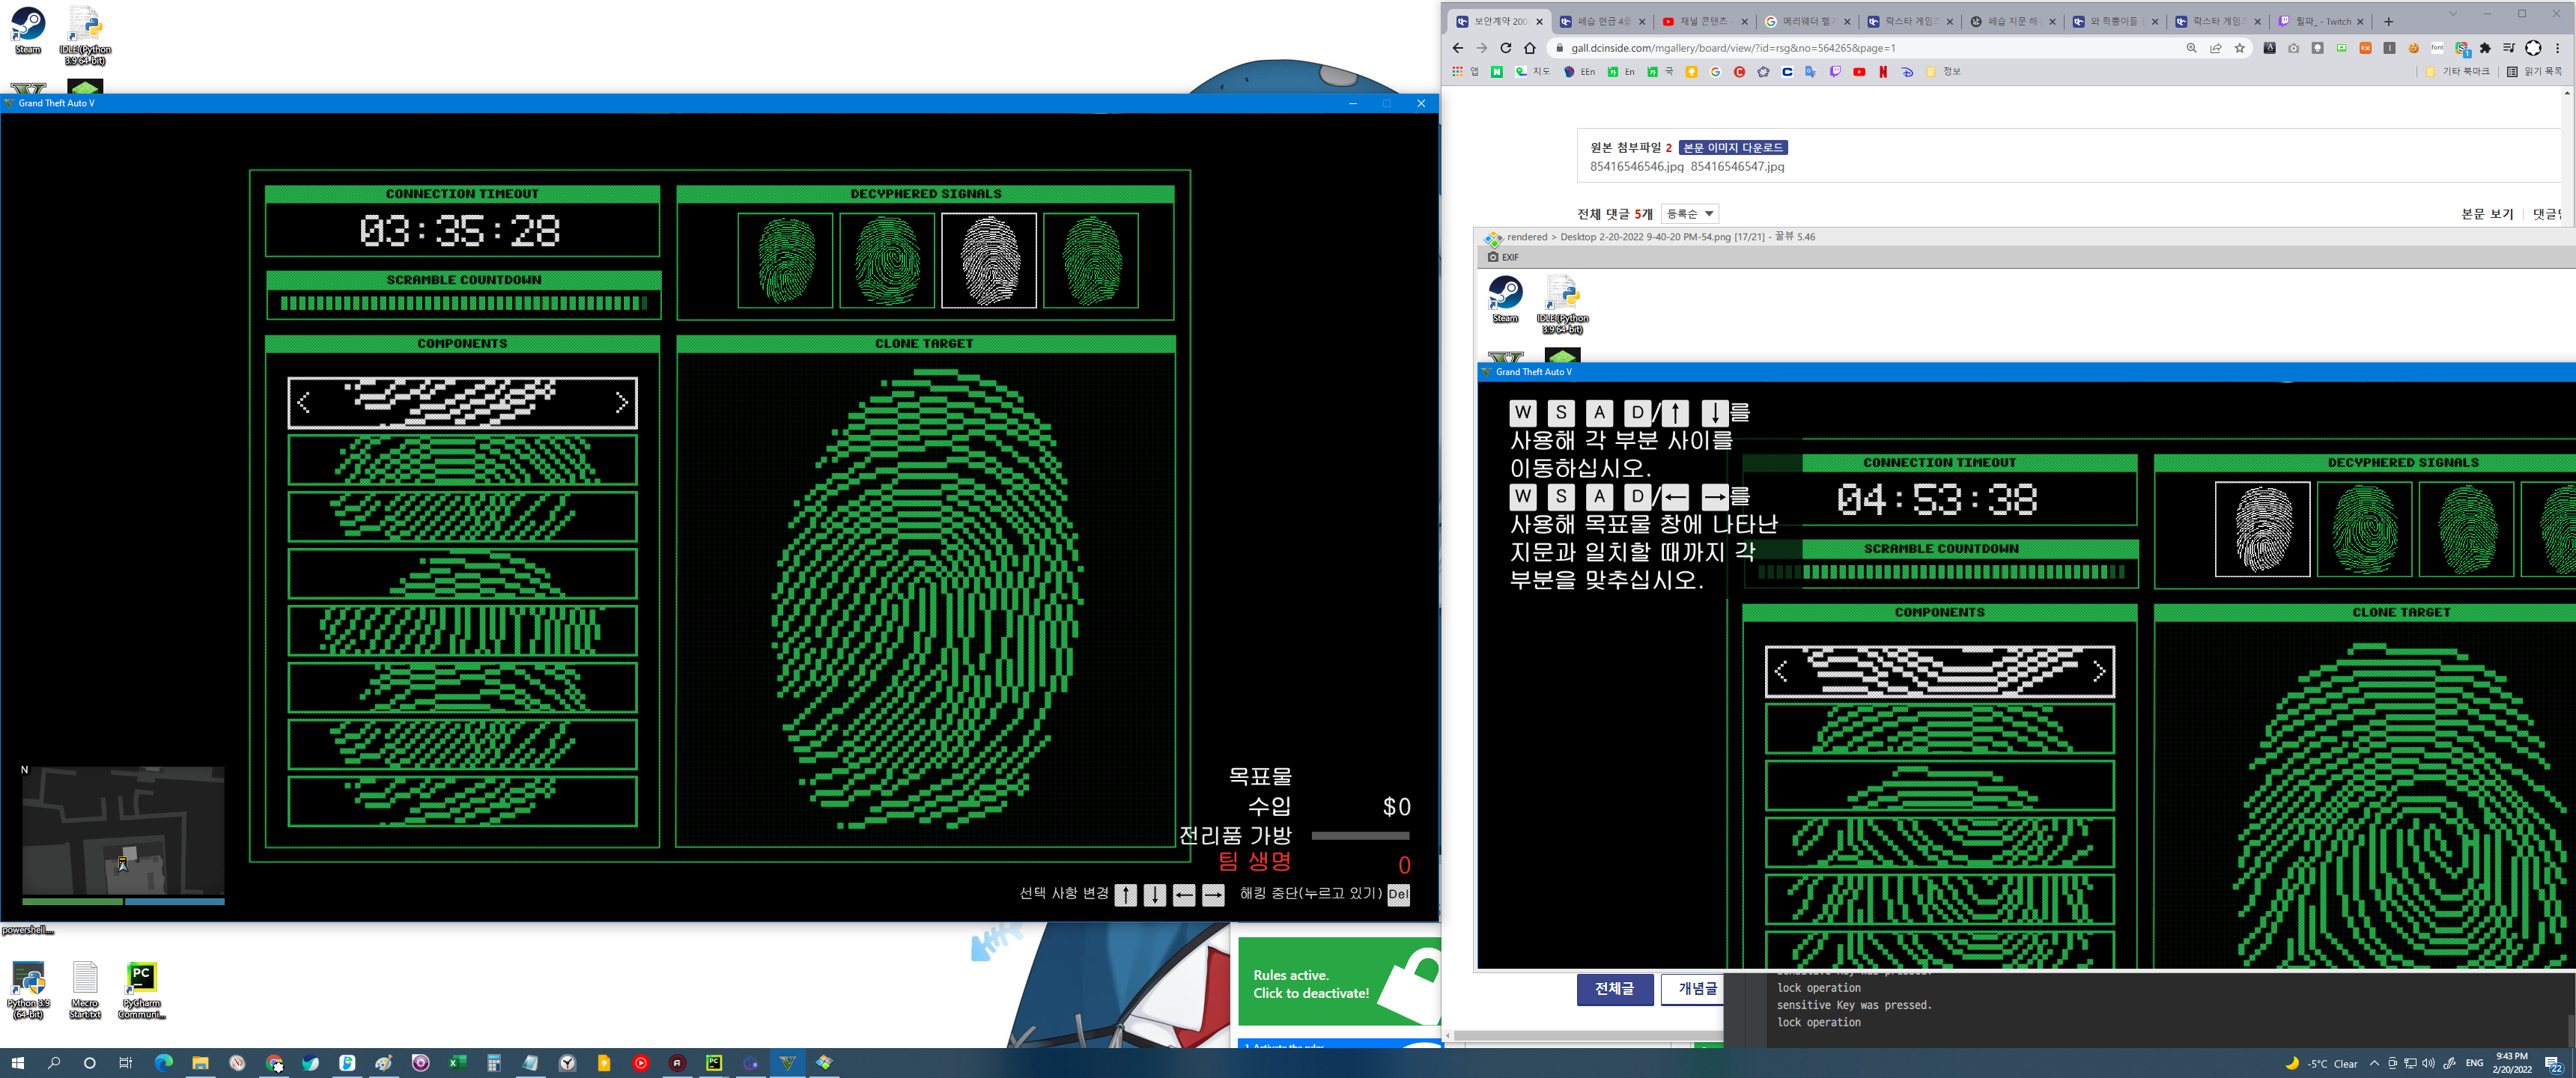 Steam
IDLE (Python 3.9 64-bit)
Grand Theft Auto V
CONNECTION TIMEOUT
03:35:28
DECYPHERED SIGNALS
SCRAMBLE COUNTDOWN
COMPONENTS
CLONE TARGET
N
목표물
수입 $0
전리품 가방
팀 생명 0
선택 사항 변경 ↑ ↓ ← → 해킹 중단(누르고 있기) Del
powershell....
Python 3.9 (64-bit)
Mecro Start.txt
PyCharm Communi...
Rules active.
Click to deactivate!
1. Activate the rules
보안계약 200
페습 현금 4
채널 콘텐츠
메리웨더 헬
락스타 게임
페습 지문 해
와 콱뿡이들
락스타 게임
필파_ - Twitch
gall.dcinside.com/mgallery/board/view/?id=rsg&no=564265&page=1
앱
지도
EEn
En
국
정보
기타 북마크
읽기 목록
원본 첨부파일 2 본문 이미지 다운로드
85416546546.jpg 85416546547.jpg
전체 댓글 5개 등록순
본문 보기
rendered > Desktop 2-20-2022 9-40-20 PM-54.png [17/21] - 꿀뷰 5.46
EXIF
Steam
IDLE (Python 3.9 64-bit)
Grand Theft Auto V
W S A D/↑ ↓를
사용해 각 부분 사이를
이동하십시오.
W S A D/← →를
사용해 목표물 창에 나타난
지문과 일치할 때까지 각
부분을 맞추십시오.
CONNECTION TIMEOUT
04:53:38
DECYPHERED SIGNALS
SCRAMBLE COUNTDOWN
COMPONENTS
CLONE TARGET
전체글
개념글
sensitive Key was pressed.
lock operation
sensitive Key was pressed.
lock operation
-5°C Clear
ENG
9:43 PM
2/20/2022
22